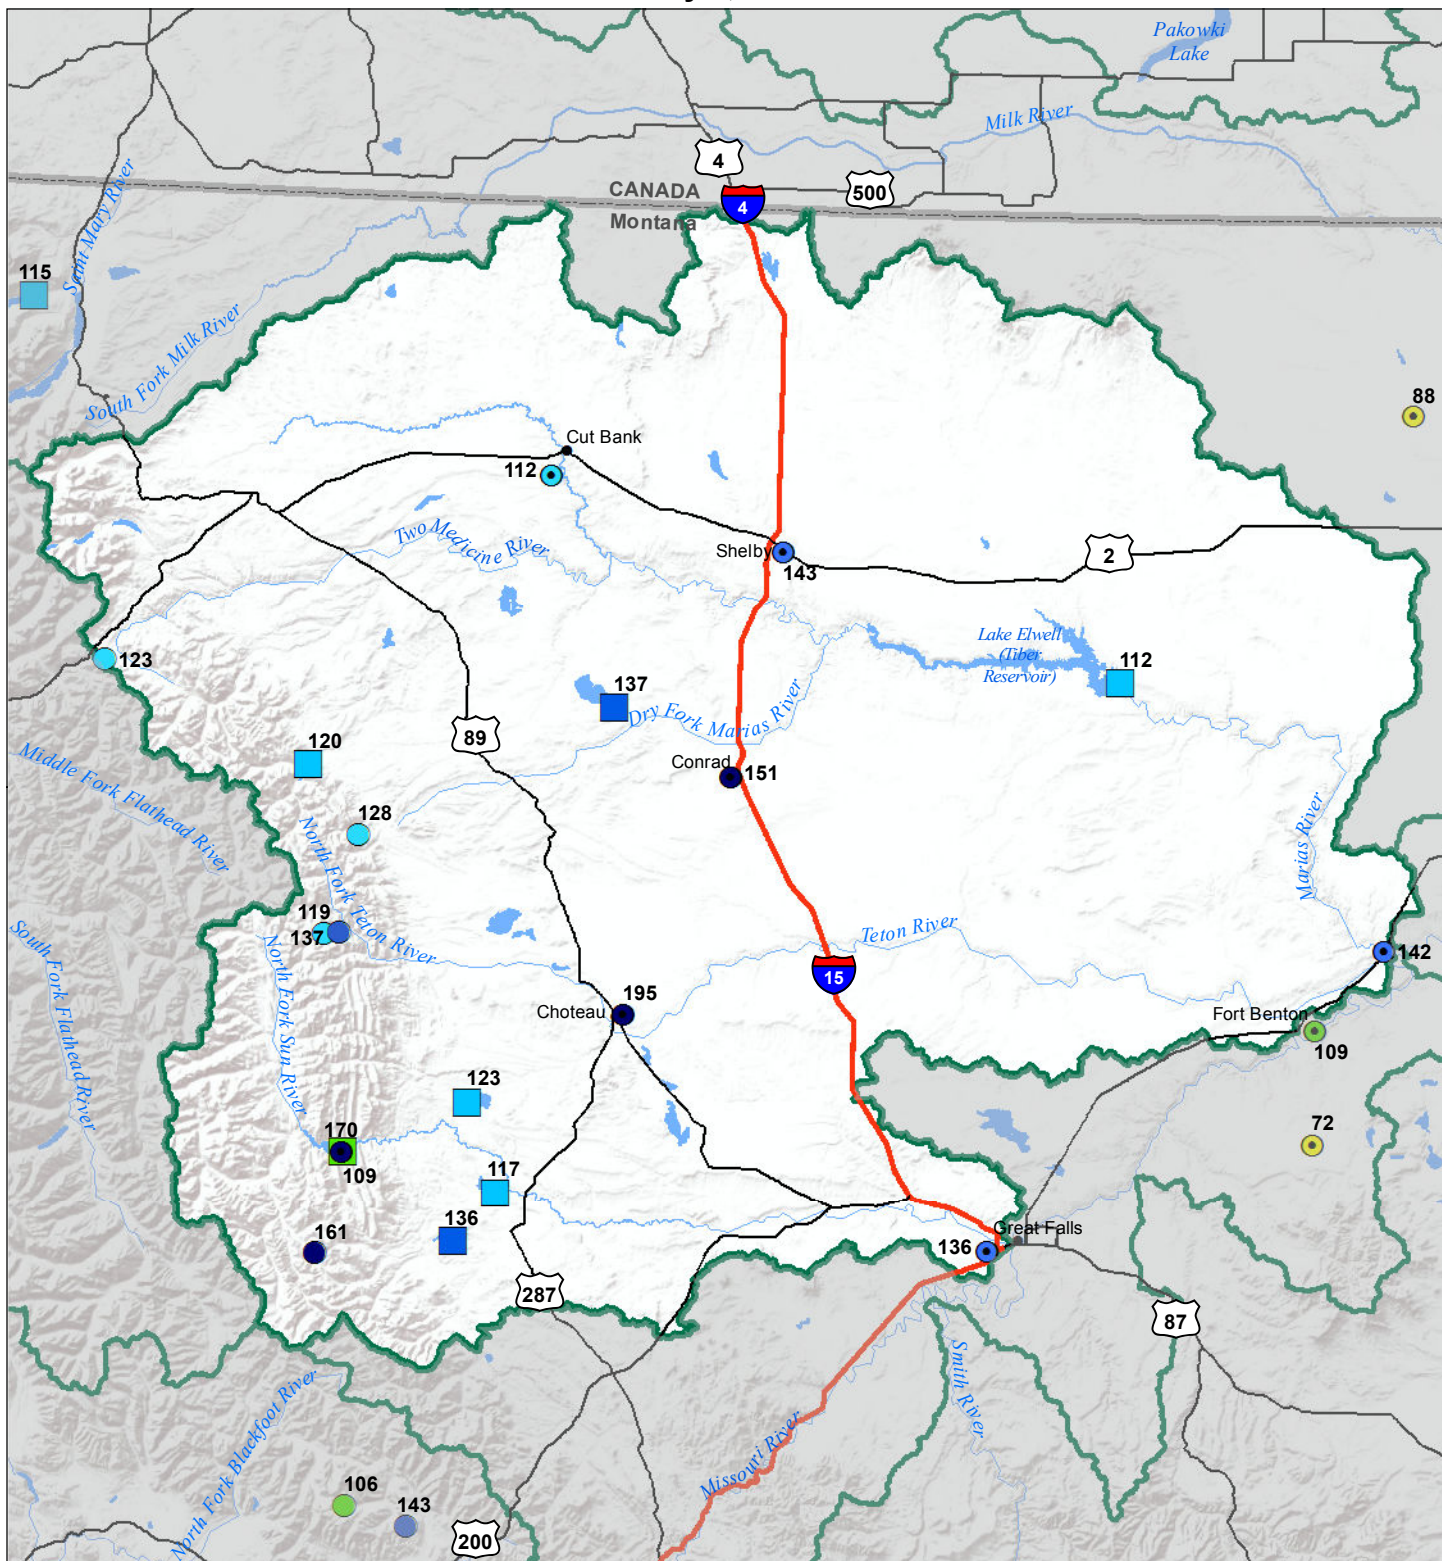 Pakowki
Lake
Milk River
4
CANADA
500
4
Montana
Saint Mary River
115
South Fork Milk River
88
Cut Bank
112
Two Medicine River
Shelby
143
2
Lake Elwell
(Tiber
Reservoir)
112
123
137
Dry Fork Marias River
89
120
Conrad
151
Middle Fork Flathead River
128
North Fork Teton River
Marias River
119
137
Teton River
142
South Fork Flathead River
North Fork Sun River
15
195
Choteau
Fort Benton
109
123
170
109
72
117
136
161
136
Great Falls
287
87
Smith River
Missouri River
North Fork Blackfoot River
106
143
200